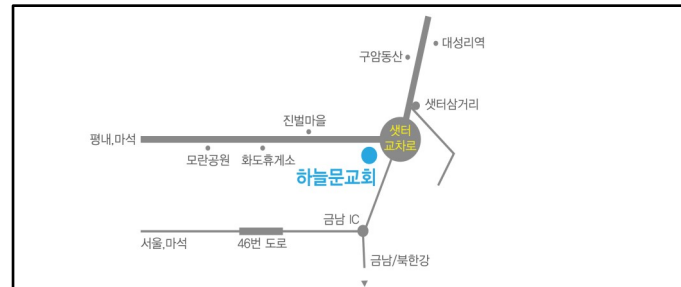 대성리역
구암동산
샛터삼거리
진벌마을
샛터
교차로
평내,마석
모란공원
화도휴게소
하늘문교회
금남 IC
서울,마석
46번 도로
금남/북한강